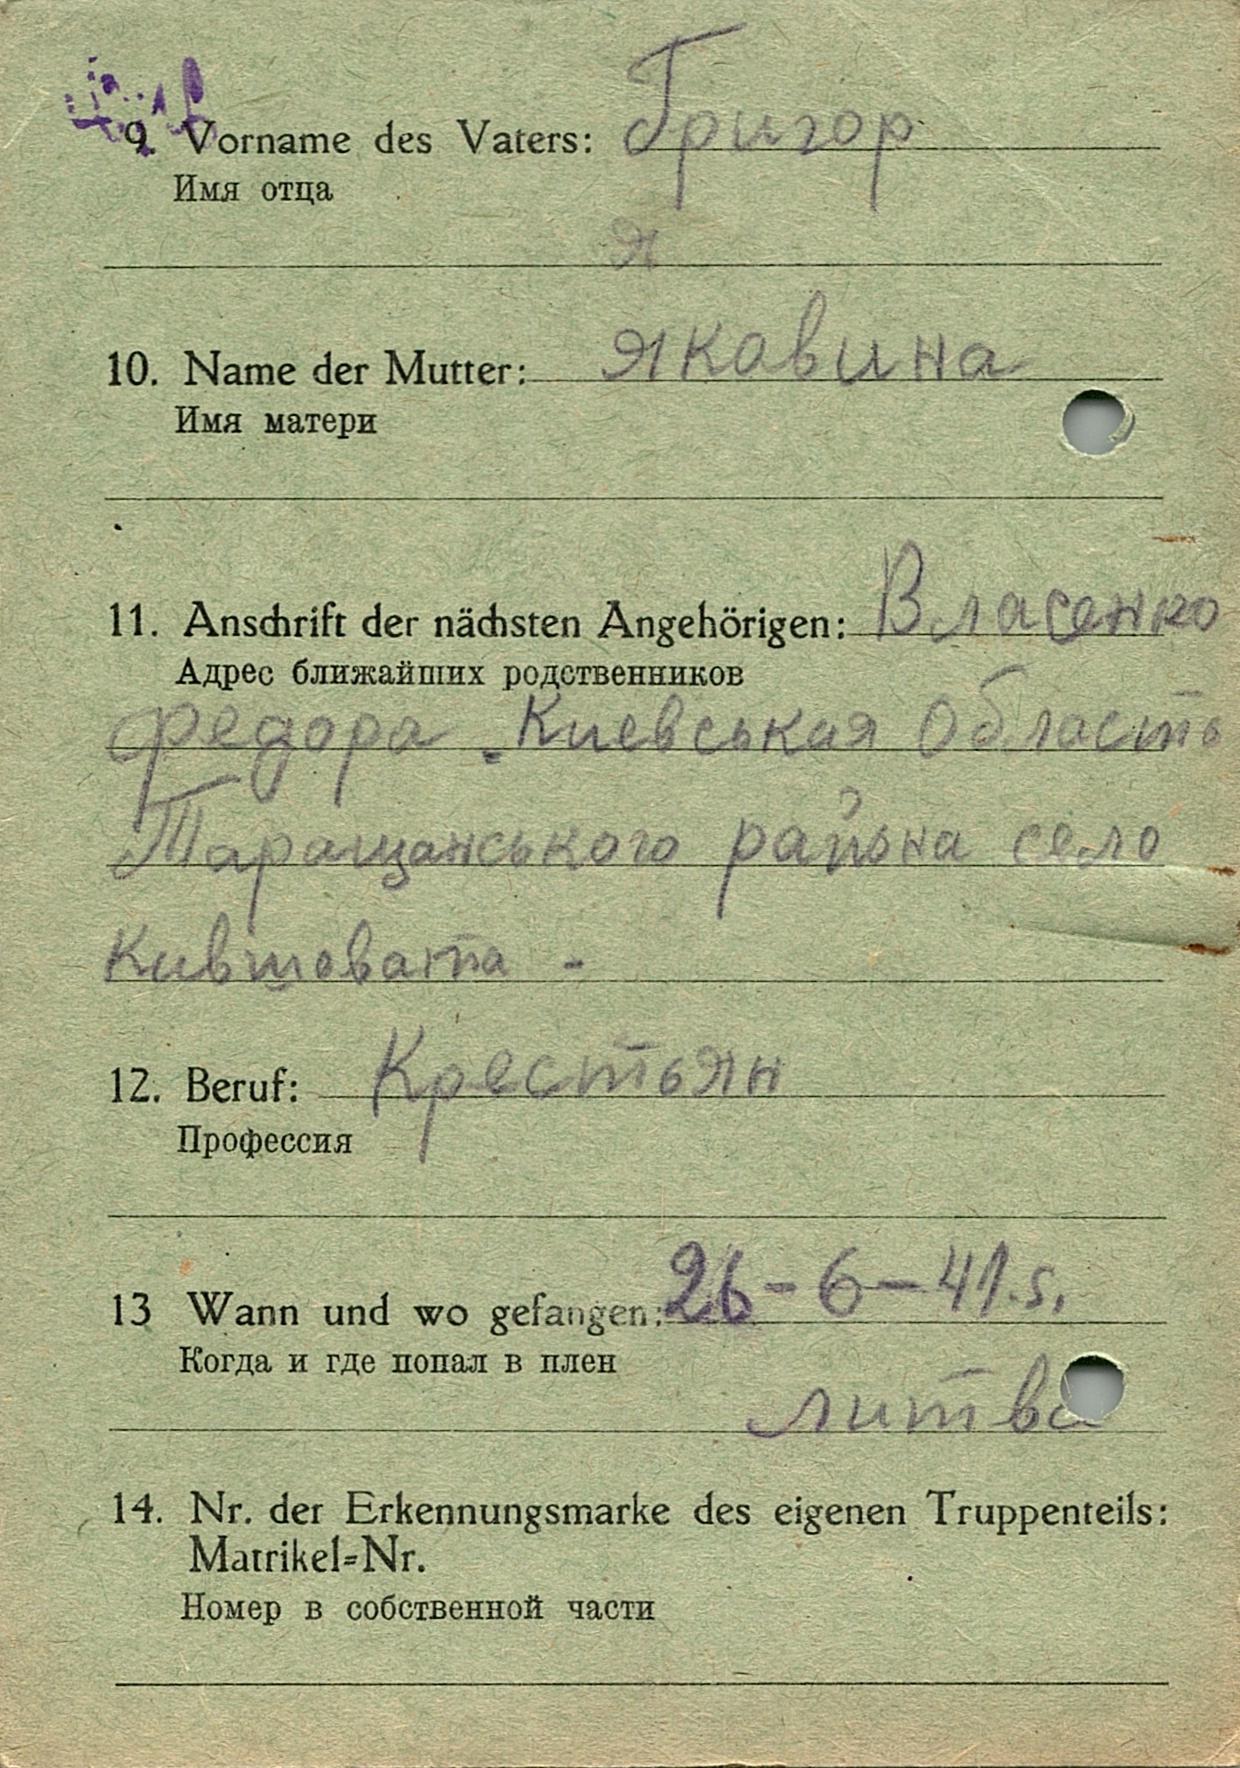 9. Vorname des Vaters: Григор
Имя отца
Я
10. Name der Mutter: Яковина
Имя матери
11. Anschrift der nächsten Angehörigen: Власенко
Адрес ближайших родственников
Федора - Киевськая Область
Таращанського района село
Кившовата -
12. Beruf: Крестьян
Профессия
13 Wann und wo gefangen: 26-6-41.s.
Когда и где попал в плен
литва
14. Nr. der Erkennungsmarke des eigenen Truppenteils:
Matrikel=Nr.
Номер в собственной части